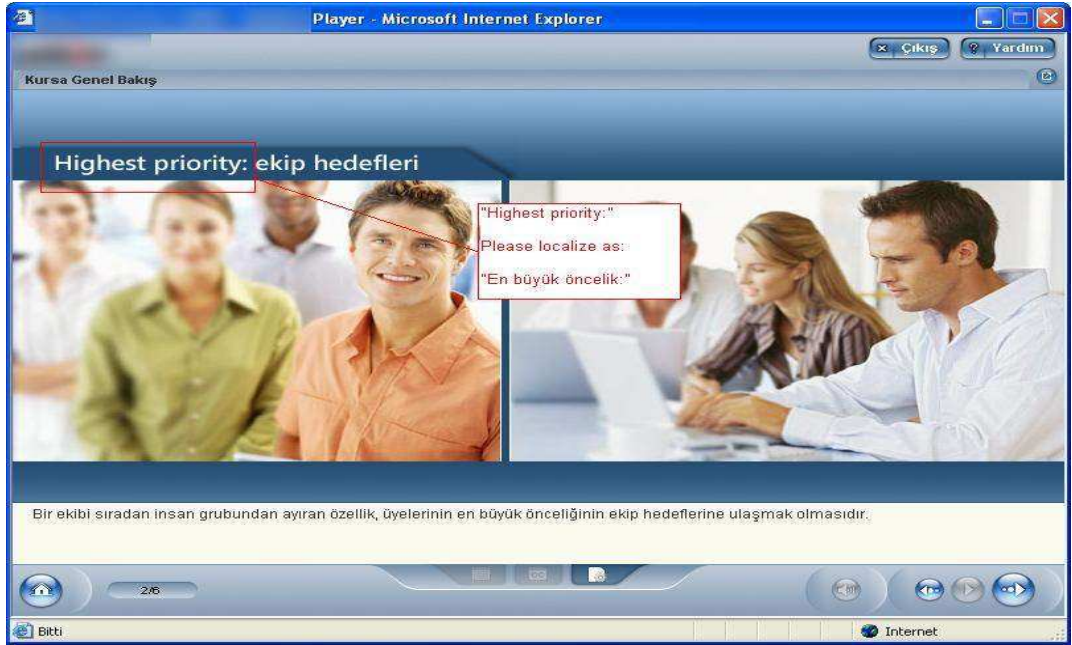 Player - Microsoft Internet Explorer
Çıkış
Yardım
Kursa Genel Bakış
Highest priority: ekip hedefleri
"Highest priority:"
Please localize as:
"En büyük öncelik:"
Bir ekibi sıradan insan grubundan ayıran özellik, üyelerinin en büyük önceliğinin ekip hedeflerine ulaşmak olmasıdır.
2/6
Bitti
Internet